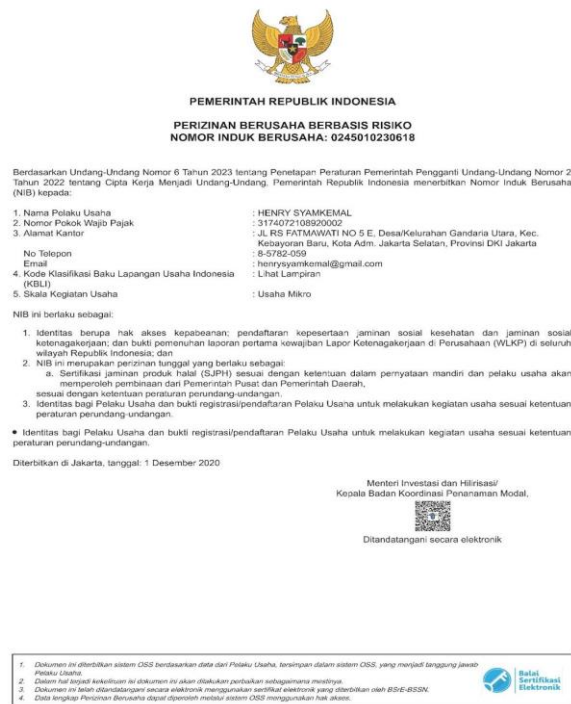 PEMERINTAH REPUBLIK INDONESIA
PERIZINAN BERUSAHA BERBASIS RISIKO
NOMOR INDUK BERUSAHA: 0245010230618
Berdasarkan Undang-Undang Nomor 6 Tahun 2023 tentang Penetapan Peraturan Pemerintah Pengganti Undang-Undang Nomor 2
Tahun 2022 tentang Cipta Kerja Menjadi Undang-Undang, Pemerintah Republik Indonesia menerbitkan Nomor Induk Berusaha
(NIB) kepada:
1. Nama Pelaku Usaha : HENRY SYAMKEMAL
2. Nomor Pokok Wajib Pajak : 3174072108920002
3. Alamat Kantor : JL RS FATMAWATI NO 5 E, Desa/Kelurahan Gandaria Utara, Kec.
Kebayoran Baru, Kota Adm. Jakarta Selatan, Provinsi DKI Jakarta
No Telepon : 8-5782-059
Email : henrysyamkemal@gmail.com
4. Kode Klasifikasi Baku Lapangan Usaha Indonesia : Lihat Lampiran
(KBLI)
5. Skala Kegiatan Usaha : Usaha Mikro
NIB ini berlaku sebagai:
1. Identitas berupa hak akses kepabeanan; pendaftaran kepesertaan jaminan sosial kesehatan dan jaminan sosial
ketenagakerjaan; dan bukti pemenuhan laporan pertama kewajiban Lapor Ketenagakerjaan di Perusahaan (WLKP) di seluruh
wilayah Republik Indonesia; dan
2. NIB ini merupakan perizinan tunggal yang berlaku sebagai:
a. Sertifikasi jaminan produk halal (SJPH) sesuai dengan ketentuan dalam pernyataan mandiri dan pelaku usaha akan
memperoleh pembinaan dari Pemerintah Pusat dan Pemerintah Daerah,
sesuai dengan ketentuan peraturan perundang-undangan.
3. Identitas bagi Pelaku Usaha dan bukti registrasi/pendaftaran Pelaku Usaha untuk melakukan kegiatan usaha sesuai ketentuan
peraturan perundang-undangan.
• Identitas bagi Pelaku Usaha dan bukti registrasi/pendaftaran Pelaku Usaha untuk melakukan kegiatan usaha sesuai ketentuan
peraturan perundang-undangan.
Diterbitkan di Jakarta, tanggal: 1 Desember 2020
Menteri Investasi dan Hilirisasi/
Kepala Badan Koordinasi Penanaman Modal,
Ditandatangani secara elektronik
1. Dokumen ini diterbitkan sistem OSS berdasarkan data dari Pelaku Usaha, tersimpan dalam sistem OSS, yang menjadi tanggung jawab
Pelaku Usaha.
2. Dalam hal terjadi kekeliruan isi dokumen ini akan dilakukan perbaikan sebagaimana mestinya.
3. Dokumen ini telah ditandatangani secara elektronik menggunakan sertifikat elektronik yang diterbitkan oleh BSrE-BSSN.
4. Data lengkap Perizinan Berusaha dapat diperoleh melalui sistem OSS menggunakan hak akses.
Balai
Sertifikasi
Elektronik